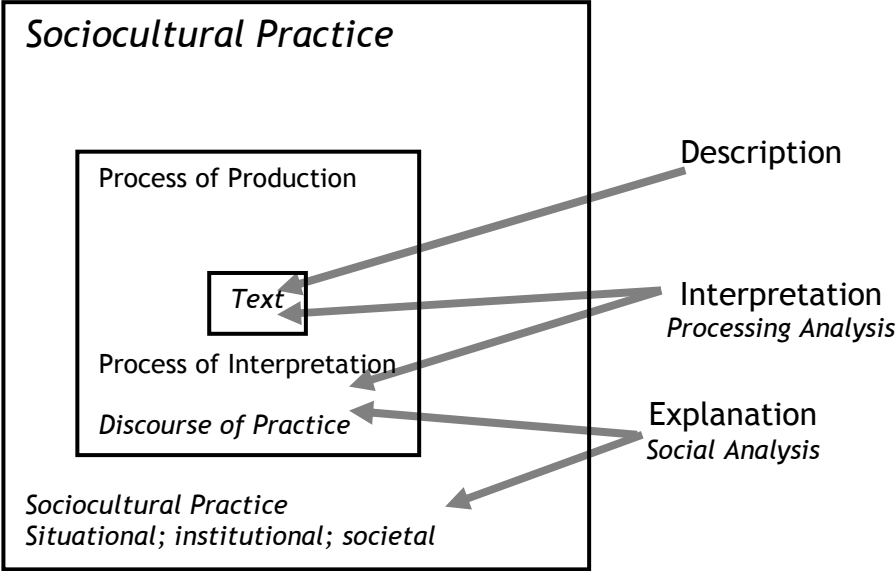 Sociocultural Practice
Process of Production
Text
Process of Interpretation
Discourse of Practice
Sociocultural Practice
Situational; institutional; societal
Description
Interpretation
Processing Analysis
Explanation
Social Analysis